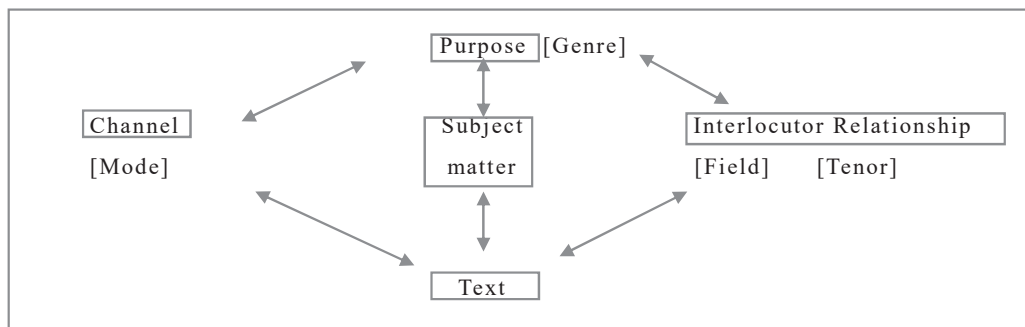 Purpose [Genre]
Channel Subject Interlocutor Relationship
[Mode] matter [Field] [Tenor]
Text